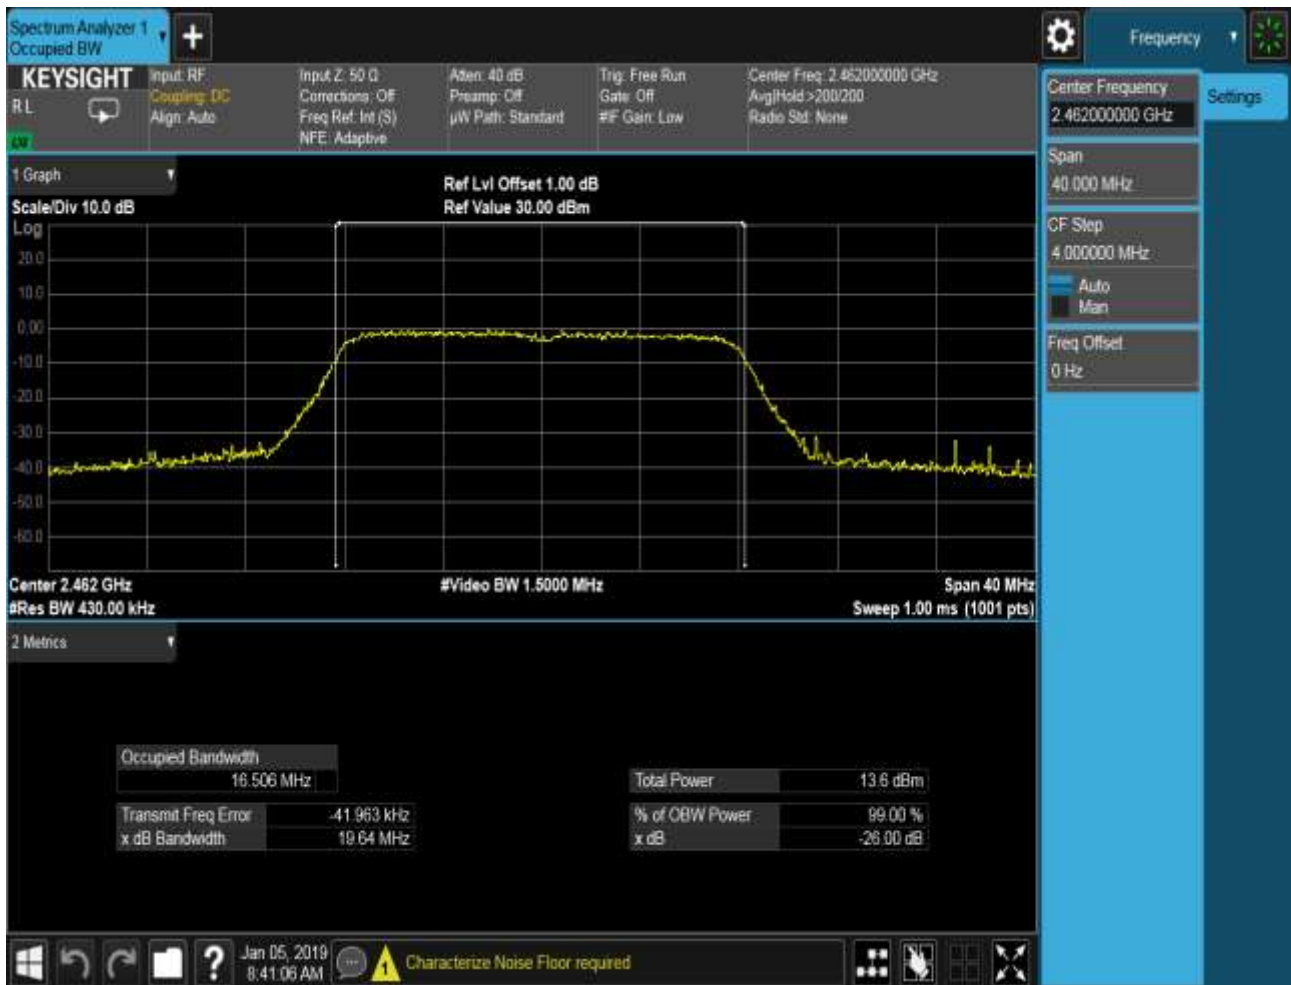 Spectrum Analyzer 1
Occupied BW
Frequency
KEYSIGHT
R L
Input: RF
Coupling: DC
Align: Auto
Input Z: 50 Ω
Corrections: Off
Freq Ref: Int (S)
NFE: Adaptive
Atten: 40 dB
Preamp: Off
µW Path: Standard
Trig: Free Run
Gate: Off
#IF Gain: Low
Center Freq: 2.462000000 GHz
Avg|Hold:>200/200
Radio Std: None
Center Frequency
2.462000000 GHz
Settings
Span
40.000 MHz
CF Step
4.000000 MHz
Auto
Man
Freq Offset
0 Hz
1 Graph
Scale/Div 10.0 dB
Ref Lvl Offset 1.00 dB
Ref Value 30.00 dBm
Log
20.0
10.0
0.00
-10.0
-20.0
-30.0
-40.0
-50.0
-60.0
Center 2.462 GHz
#Video BW 1.5000 MHz
Span 40 MHz
#Res BW 430.00 kHz
Sweep 1.00 ms (1001 pts)
2 Metrics
Occupied Bandwidth
16.506 MHz
Total Power 13.6 dBm
Transmit Freq Error -41.963 kHz
% of OBW Power 99.00 %
x dB Bandwidth 19.64 MHz
x dB -26.00 dB
?
Jan 05, 2019
8:41:06 AM
1
Characterize Noise Floor required